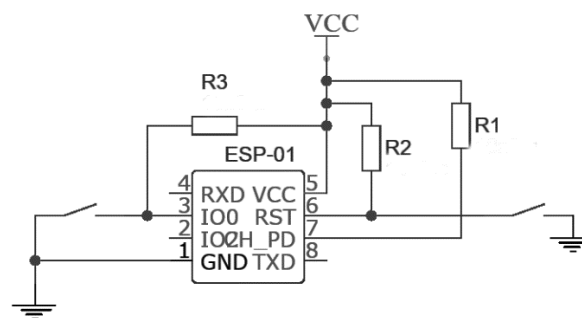 VCC
R3
R1
R2
ESP-01
4 RXD VCC 5
3 IO0 RST 6
2 IO2 CH_PD 7
1 GND TXD 8